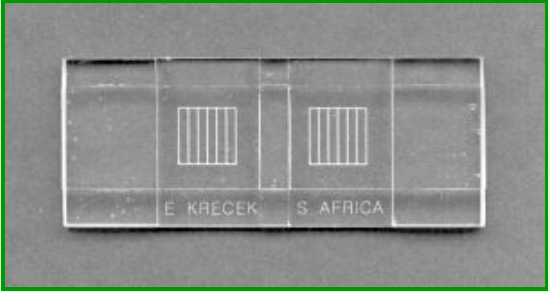 E. KRECEK S. AFRICA